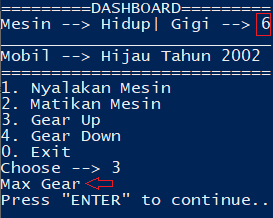 =========DASHBOARD=========
Mesin --> Hidup| Gigi --> 6
___________________________
Mobil --> Hijau Tahun 2002
===========================
1. Nyalakan Mesin
2. Matikan Mesin
3. Gear Up
4. Gear Down
0. Exit
Choose --> 3
Max Gear
Press "ENTER" to continue..